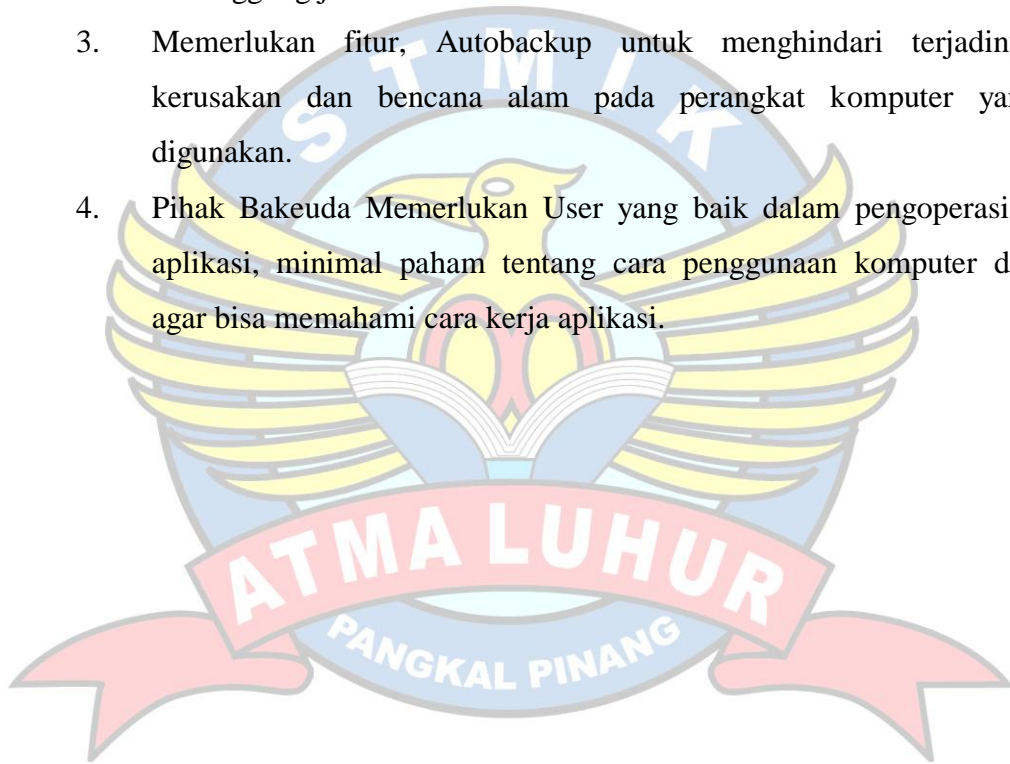 3. Memerlukan fitur, Autobackup untuk menghindari
kerusakan dan bencana alam pada perangkat komputer
digunakan.
4. Pihak Bakeuda Memerlukan User yang baik dalam
aplikasi, minimal paham tentang cara penggunaan komputer
agar bisa memahami cara kerja aplikasi.
STMIK
ATMA LUHUR
PANGKAL PINANG